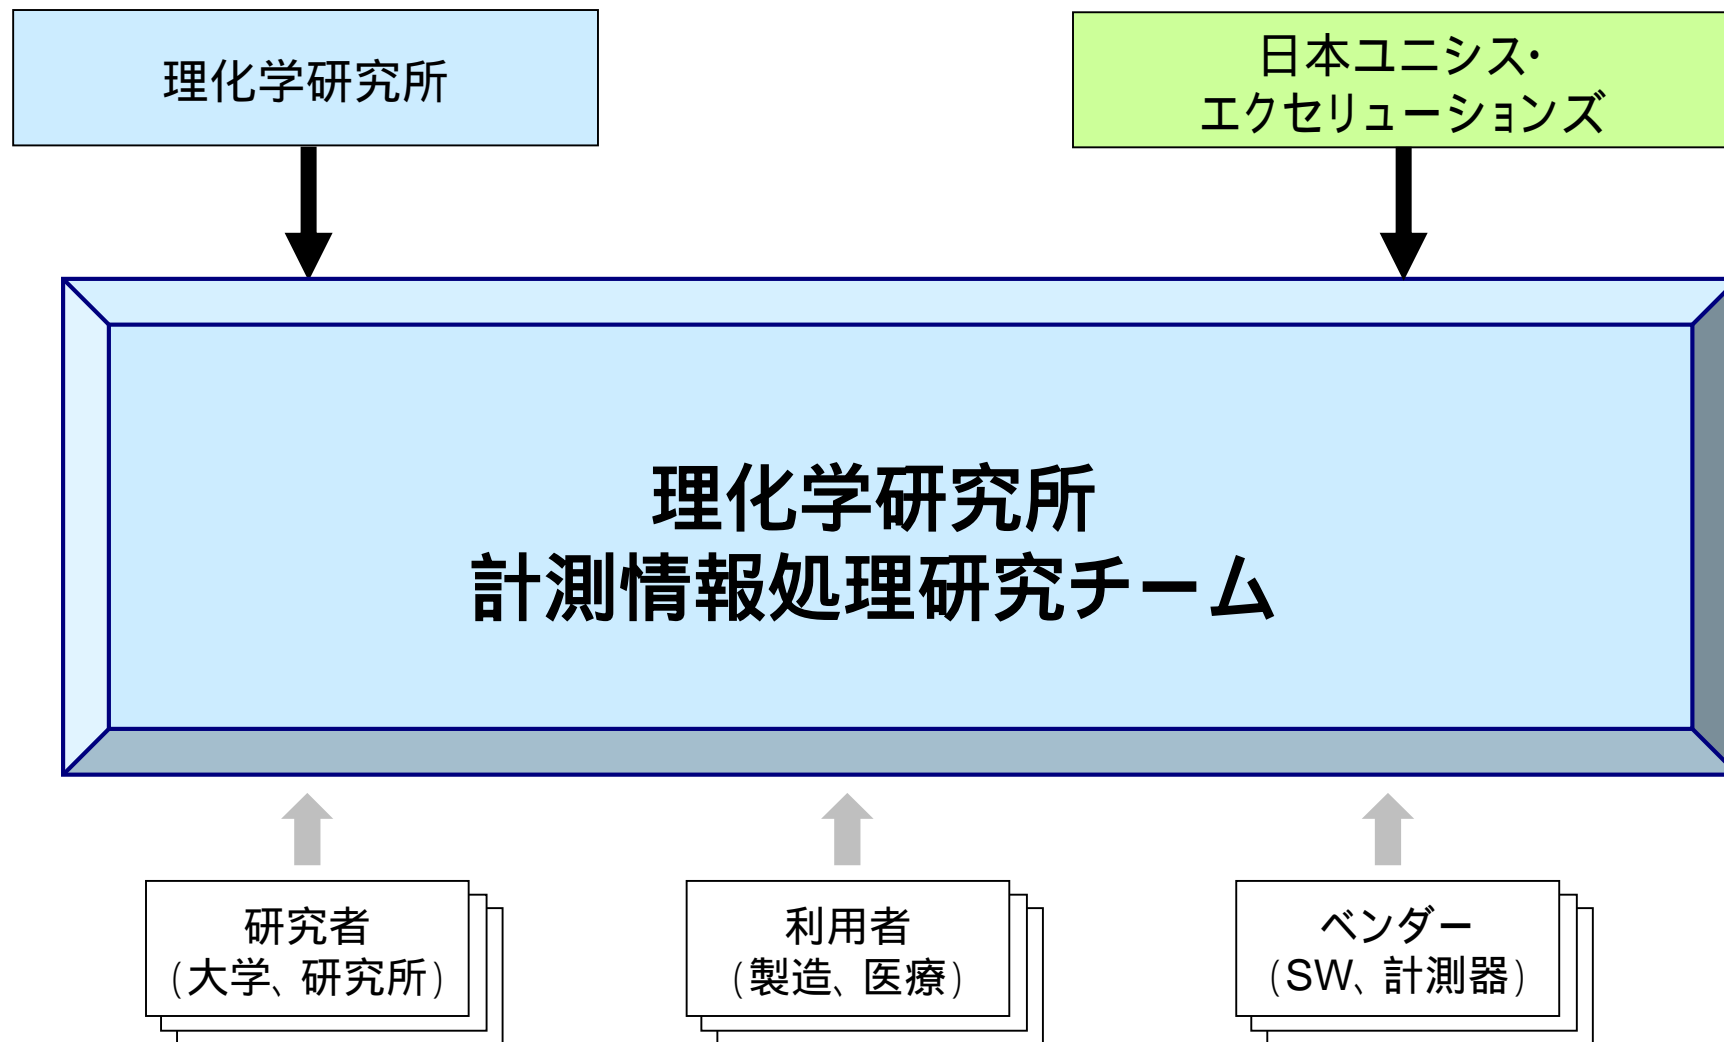 理化学研究所
日本ユニシス・
エクセリューションズ
理化学研究所
計測情報処理研究チーム
研究者
(大学、研究所)
利用者
(製造、医療)
ベンダー
(SW、計測器)